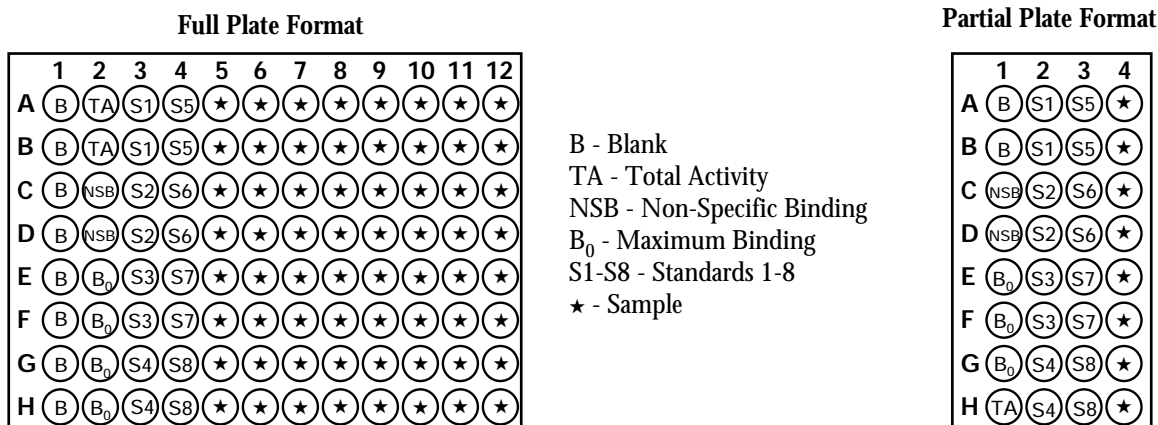 Full Plate Format
1 2 3 4 5 6 7 8 9 10 11 12
A B TA S1 S5 ★ ★ ★ ★ ★ ★ ★ ★
B B TA S1 S5 ★ ★ ★ ★ ★ ★ ★ ★
C B NSB S2 S6 ★ ★ ★ ★ ★ ★ ★ ★
D B NSB S2 S6 ★ ★ ★ ★ ★ ★ ★ ★
E B B₀ S3 S7 ★ ★ ★ ★ ★ ★ ★ ★
F B B₀ S3 S7 ★ ★ ★ ★ ★ ★ ★ ★
G B B₀ S4 S8 ★ ★ ★ ★ ★ ★ ★ ★
H B B₀ S4 S8 ★ ★ ★ ★ ★ ★ ★ ★
B - Blank
TA - Total Activity
NSB - Non-Specific Binding
B₀ - Maximum Binding
S1-S8 - Standards 1-8
★ - Sample
Partial Plate Format
1 2 3 4
A B S1 S5 ★
B B S1 S5 ★
C NSB S2 S6 ★
D NSB S2 S6 ★
E B₀ S3 S7 ★
F B₀ S3 S7 ★
G B₀ S4 S8 ★
H TA S4 S8 ★